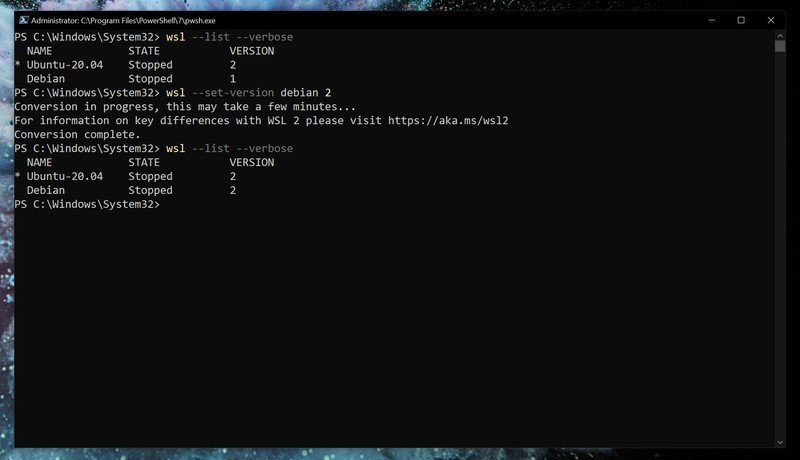 Administrator: C:\Program Files\PowerShell\7\pwsh.exe
PS C:\Windows\System32> wsl --list --verbose
  NAME            STATE           VERSION
* Ubuntu-20.04    Stopped         2
  Debian          Stopped         1
PS C:\Windows\System32> wsl --set-version debian 2
Conversion in progress, this may take a few minutes...
For information on key differences with WSL 2 please visit https://aka.ms/wsl2
Conversion complete.
PS C:\Windows\System32> wsl --list --verbose
  NAME            STATE           VERSION
* Ubuntu-20.04    Stopped         2
  Debian          Stopped         2
PS C:\Windows\System32>